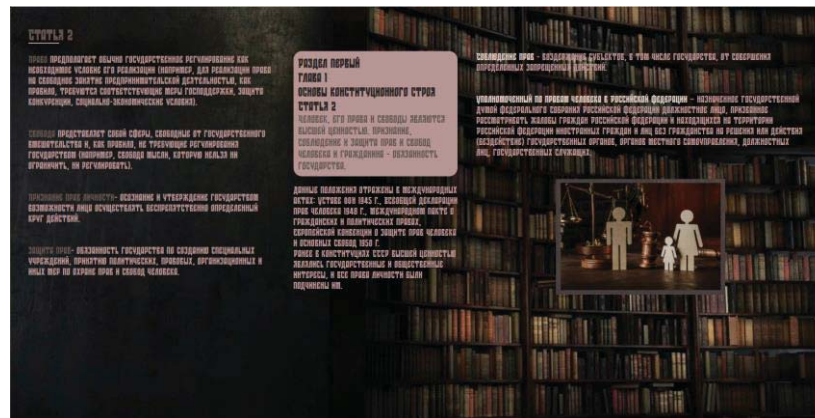 СТАТЬЯ 2
ПРАВО ПРЕДПОЛАГАЕТ ОБЫЧНО ГОСУДАРСТВЕННОЕ РЕГУЛИРОВАНИЕ КАК
НЕОБХОДИМОЕ УСЛОВИЕ ЕГО РЕАЛИЗАЦИИ (НАПРИМЕР, ДЛЯ РЕАЛИЗАЦИИ ПРАВА
НА СВОБОДНОЕ ЗАНЯТИЕ ПРЕДПРИНИМАТЕЛЬСКОЙ ДЕЯТЕЛЬНОСТЬЮ, КАК
ПРАВИЛО, ТРЕБУЮТСЯ СООТВЕТСТВУЮЩИЕ МЕРЫ ГОСПОДДЕРЖКИ, ЗАЩИТА
КОНКУРЕНЦИИ, СОЦИАЛЬНО-ЭКОНОМИЧЕСКИЕ УСЛОВИЯ).
СВОБОДА ПРЕДСТАВЛЯЕТ СОБОЙ СФЕРЫ, СВОБОДНЫЕ ОТ ГОСУДАРСТВЕННОГО
ВМЕШАТЕЛЬСТВА И, КАК ПРАВИЛО, НЕ ТРЕБУЮЩИЕ РЕГУЛИРОВАНИЯ
ГОСУДАРСТВОМ (НАПРИМЕР, СВОБОДА МЫСЛИ, КОТОРУЮ НЕЛЬЗЯ НИ
ОГРАНИЧИТЬ, НИ РЕГУЛИРОВАТЬ).
ПРИЗНАНИЕ ПРАВ ЛИЧНОСТИ- ОСОЗНАНИЕ И УТВЕРЖДЕНИЕ ГОСУДАРСТВОМ
ВОЗМОЖНОСТИ ЛИЦА ОСУЩЕСТВЛЯТЬ БЕСПРЕПЯТСТВЕННО ОПРЕДЕЛЕННЫЙ
КРУГ ДЕЙСТВИЙ.
ЗАЩИТА ПРАВ- ОБЯЗАННОСТЬ ГОСУДАРСТВА ПО СОЗДАНИЮ СПЕЦИАЛЬНЫХ
УЧРЕЖДЕНИЙ, ПРИНЯТИЮ ПОЛИТИЧЕСКИХ, ПРАВОВЫХ, ОРГАНИЗАЦИОННЫХ И
ИНЫХ МЕР ПО ОХРАНЕ ПРАВ И СВОБОД ЧЕЛОВЕКА.
РАЗДЕЛ ПЕРВЫЙ
ГЛАВА 1
ОСНОВЫ КОНСТИТУЦИОННОГО СТРОЯ
СТАТЬЯ 2
ЧЕЛОВЕК, ЕГО ПРАВА И СВОБОДЫ ЯВЛЯЮТСЯ
ВЫСШЕЙ ЦЕННОСТЬЮ. ПРИЗНАНИЕ,
СОБЛЮДЕНИЕ И ЗАЩИТА ПРАВ И СВОБОД
ЧЕЛОВЕКА И ГРАЖДАНИНА - ОБЯЗАННОСТЬ
ГОСУДАРСТВА.
ДАННЫЕ ПОЛОЖЕНИЯ ОТРАЖЕНЫ В МЕЖДУНАРОДНЫХ
АКТАХ: УСТАВЕ ООН 1945 Г., ВСЕОБЩЕЙ ДЕКЛАРАЦИИ
ПРАВ ЧЕЛОВЕКА 1948 Г., МЕЖДУНАРОДНОМ ПАКТЕ О
ГРАЖДАНСКИХ И ПОЛИТИЧЕСКИХ ПРАВАХ,
ЕВРОПЕЙСКОЙ КОНВЕНЦИИ О ЗАЩИТЕ ПРАВ ЧЕЛОВЕКА
И ОСНОВНЫХ СВОБОД 1950 Г.
РАНЕЕ В КОНСТИТУЦИЯХ СССР ВЫСШЕЙ ЦЕННОСТЬЮ
ЯВЛЯЛИСЬ ГОСУДАРСТВЕННЫЕ И ОБЩЕСТВЕННЫЕ
ИНТЕРЕСЫ, И ВСЕ ПРАВА ЛИЧНОСТИ БЫЛИ
ПОДЧИНЕНЫ ИМ.
СОБЛЮДЕНИЕ ПРАВ - ВОЗДЕРЖАНИЕ СУБЪЕКТОВ, В ТОМ ЧИСЛЕ ГОСУДАРСТВА, ОТ СОВЕРШЕНИЯ
ОПРЕДЕЛЕННЫХ ЗАПРЕЩЕННЫХ ДЕЙСТВИЙ.
УПОЛНОМОЧЕННЫЙ ПО ПРАВАМ ЧЕЛОВЕКА В РОССИЙСКОЙ ФЕДЕРАЦИИ - НАЗНАЧЕННОЕ ГОСУДАРСТВЕННОЙ
ДУМОЙ ФЕДЕРАЛЬНОГО СОБРАНИЯ РОССИЙСКОЙ ФЕДЕРАЦИИ ДОЛЖНОСТНОЕ ЛИЦО, ПРИЗВАННОЕ
РАССМАТРИВАТЬ ЖАЛОБЫ ГРАЖДАН РОССИЙСКОЙ ФЕДЕРАЦИИ И НАХОДЯЩИХСЯ НА ТЕРРИТОРИИ
РОССИЙСКОЙ ФЕДЕРАЦИИ ИНОСТРАННЫХ ГРАЖДАН И ЛИЦ БЕЗ ГРАЖДАНСТВА НА РЕШЕНИЯ ИЛИ ДЕЙСТВИЯ
(БЕЗДЕЙСТВИЕ) ГОСУДАРСТВЕННЫХ ОРГАНОВ, ОРГАНОВ МЕСТНОГО САМОУПРАВЛЕНИЯ, ДОЛЖНОСТНЫХ
ЛИЦ, ГОСУДАРСТВЕННЫХ СЛУЖАЩИХ.